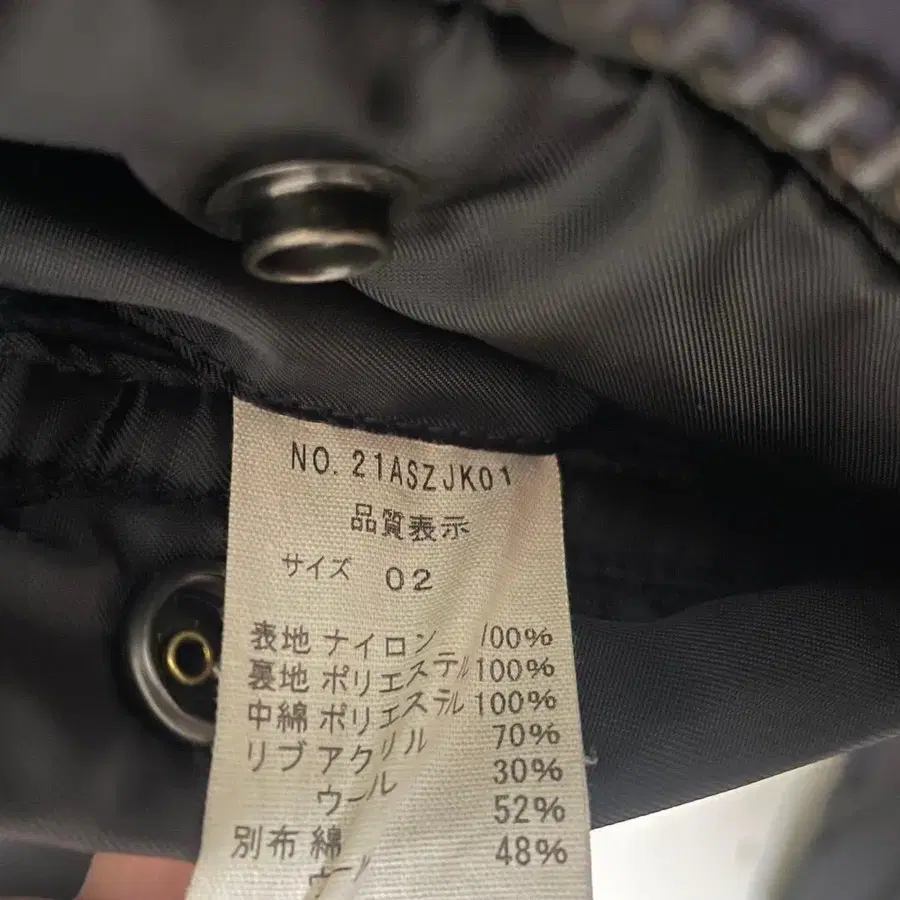 NO. 21ASZJK01
品質表示
サイズ 02
表地 ナイロン 100%
裏地 ポリエステル 100%
中綿 ポリエステル 100%
リブ アクリル 70%
ウール 30%
別布 綿 52%
ウール 48%